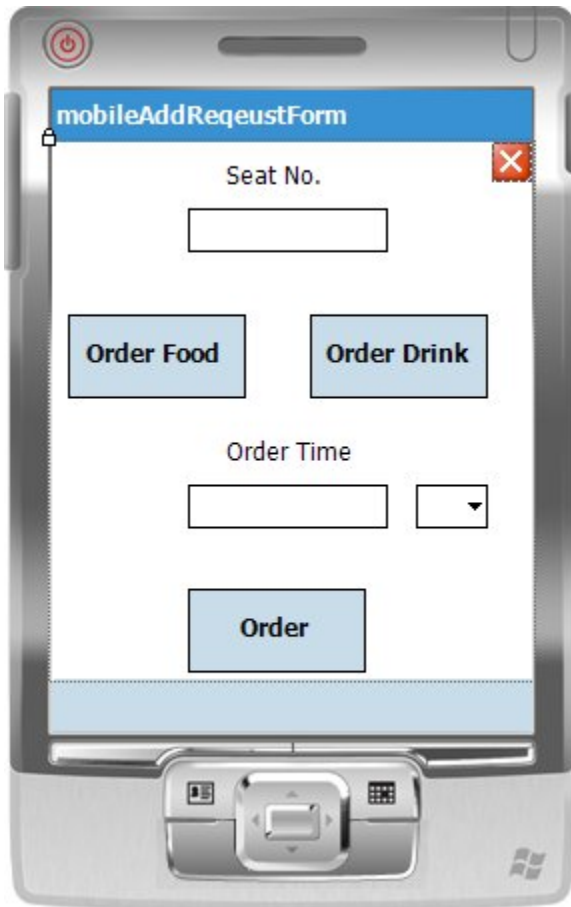 mobileAddReqeustForm
Seat No.
Order Food
Order Drink
Order Time
Order